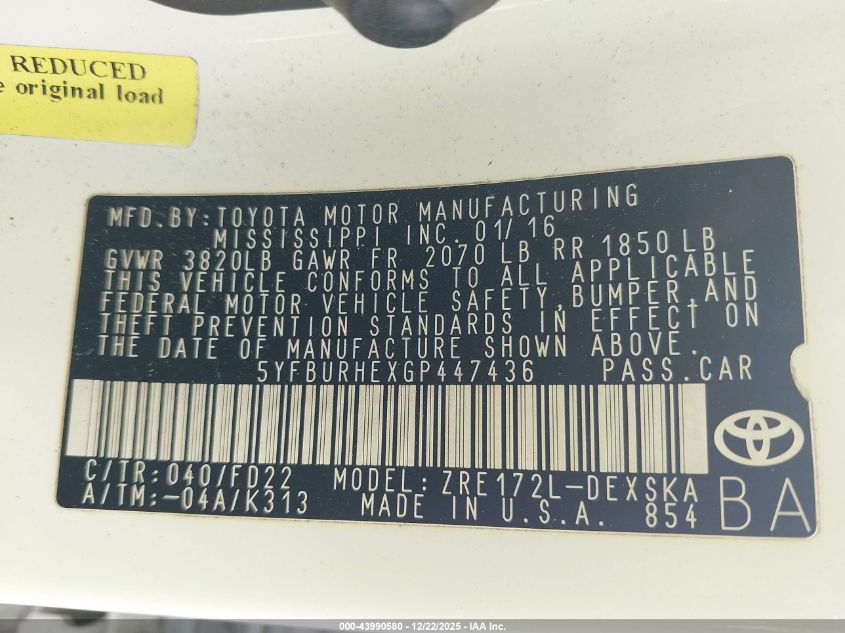 REDUCED
e original load
MFD.BY:TOYOTA MOTOR MANUFACTURING
MISSISSIPPI INC. 01/16
GVWR 3820LB GAWR FR 2070 LB RR 1850 LB
THIS VEHICLE CONFORMS TO ALL APPLICABLE
FEDERAL MOTOR VEHICLE SAFETY,BUMPER,AND
THEFT PREVENTION STANDARDS IN EFFECT ON
THE DATE OF MANUFACTURE SHOWN ABOVE.
5YFBURHEXGP447436 PASS.CAR
C/TR:040/FD22 MODEL:ZRE172L-DEXSKA
A/TM:-04A/K313 MADE IN U.S.A. 854 BA
000-43990580 - 12/22/2025 - IAA Inc.